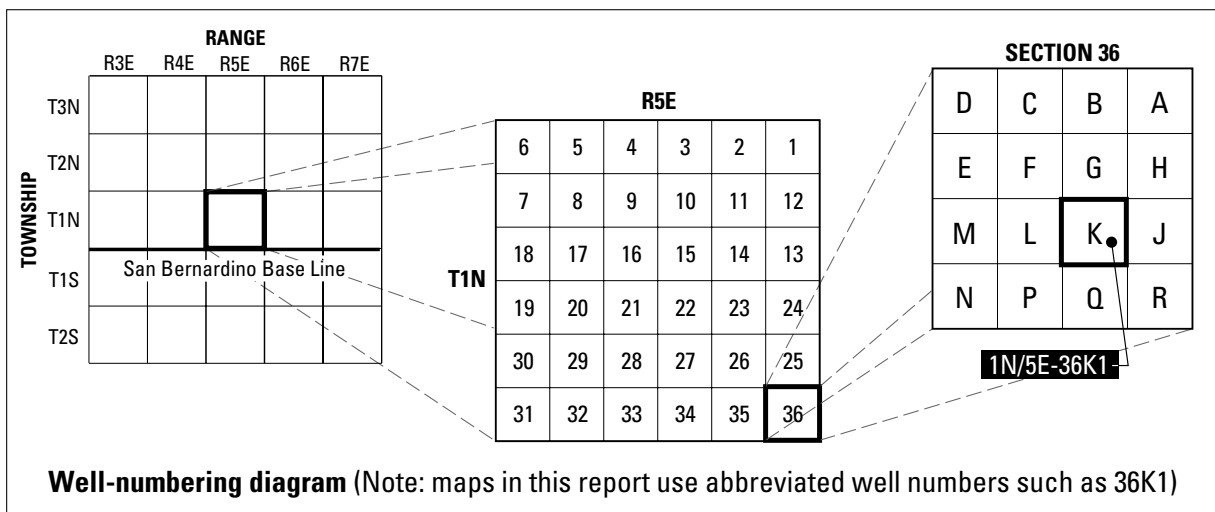 RANGE
R3E R4E R5E R6E R7E
TOWNSHIP
T3N
T2N
T1N
San Bernardino Base Line
T1S
T2S
R5E
T1N
6 5 4 3 2 1
7 8 9 10 11 12
18 17 16 15 14 13
19 20 21 22 23 24
30 29 28 27 26 25
31 32 33 34 35 36
SECTION 36
D C B A
E F G H
M L K J
N P Q R
1N/5E-36K1
Well-numbering diagram (Note: maps in this report use abbreviated well numbers such as 36K1)